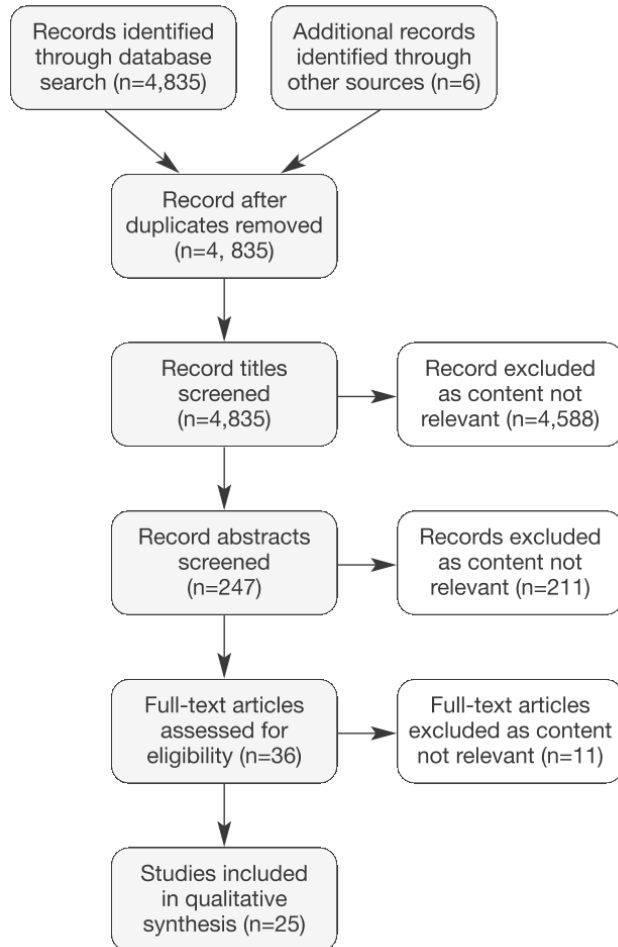 Records identified
through database
search (n=4,835)
Additional records
identified through
other sources (n=6)
Record after
duplicates removed
(n=4, 835)
Record titles
screened
(n=4,835)
Record excluded
as content not
relevant (n=4,588)
Record abstracts
screened
(n=247)
Records excluded
as content not
relevant (n=211)
Full-text articles
assessed for
eligibility (n=36)
Full-text articles
excluded as content
not relevant (n=11)
Studies included
in qualitative
synthesis (n=25)